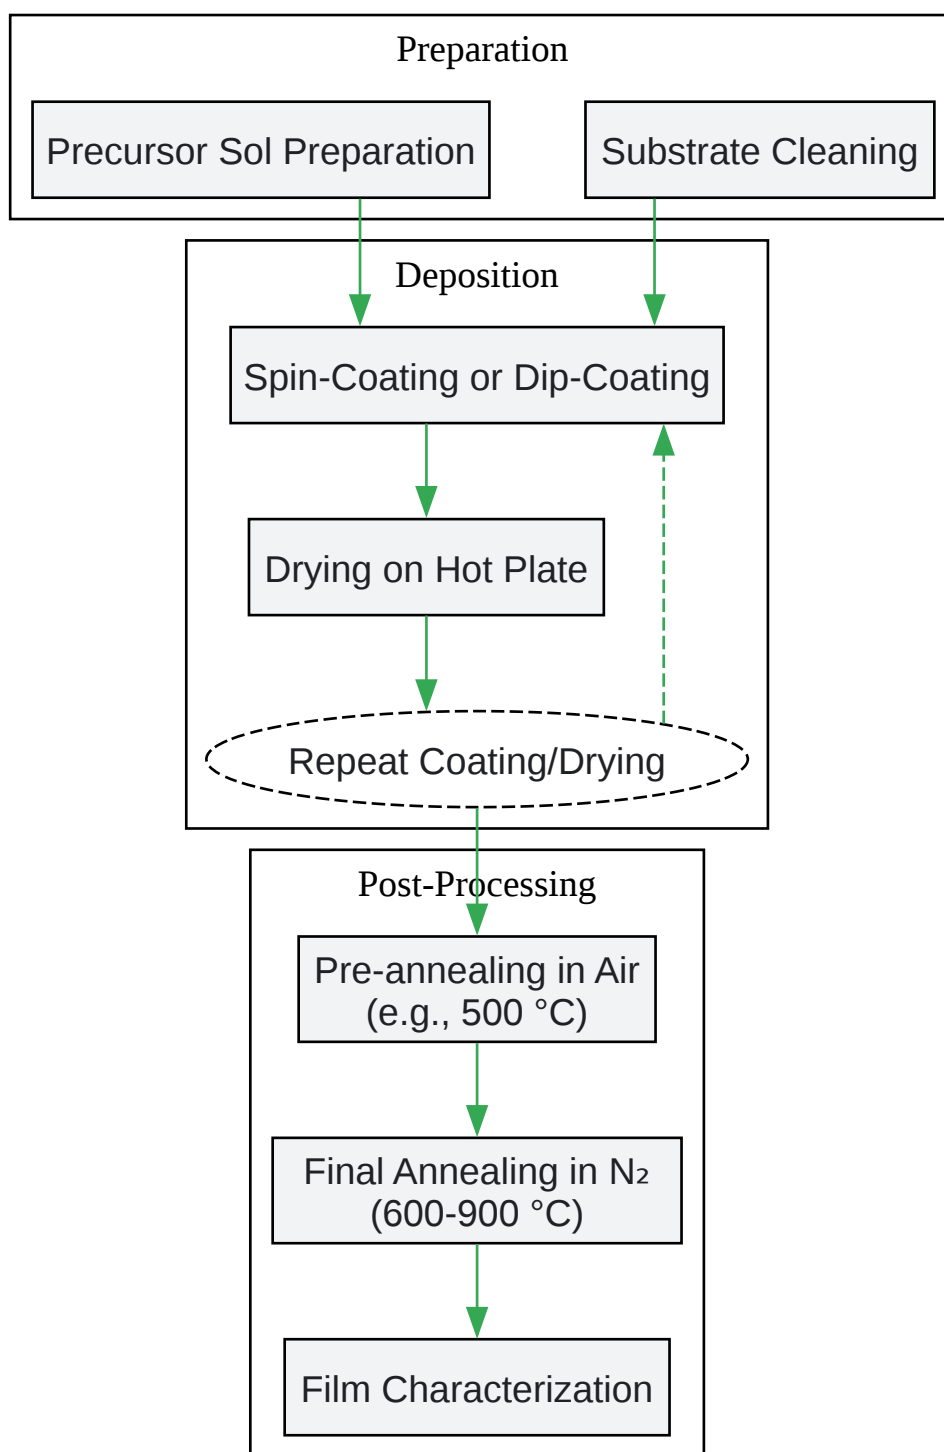 Preparation
Precursor Sol Preparation
Substrate Cleaning
Deposition
Spin-Coating or Dip-Coating
Drying on Hot Plate
Repeat Coating/Drying
Post-Processing
Pre-annealing in Air
(e.g., 500 °C)
Final Annealing in N₂
(600-900 °C)
Film Characterization